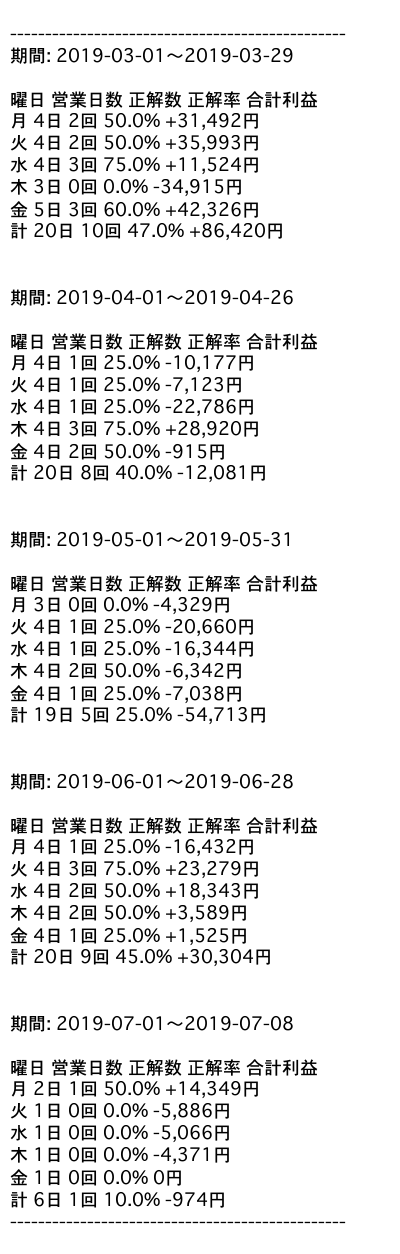 ------------------------------------------------
期間: 2019-03-01〜2019-03-29
曜日 営業日数 正解数 正解率 合計利益
月 4日 2回 50.0% +31,492円
火 4日 2回 50.0% +35,993円
水 4日 3回 75.0% +11,524円
木 3日 0回 0.0% -34,915円
金 5日 3回 60.0% +42,326円
計 20日 10回 47.0% +86,420円
期間: 2019-04-01〜2019-04-26
曜日 営業日数 正解数 正解率 合計利益
月 4日 1回 25.0% -10,177円
火 4日 1回 25.0% -7,123円
水 4日 1回 25.0% -22,786円
木 4日 3回 75.0% +28,920円
金 4日 2回 50.0% -915円
計 20日 8回 40.0% -12,081円
期間: 2019-05-01〜2019-05-31
曜日 営業日数 正解数 正解率 合計利益
月 3日 0回 0.0% -4,329円
火 4日 1回 25.0% -20,660円
水 4日 1回 25.0% -16,344円
木 4日 2回 50.0% -6,342円
金 4日 1回 25.0% -7,038円
計 19日 5回 25.0% -54,713円
期間: 2019-06-01〜2019-06-28
曜日 営業日数 正解数 正解率 合計利益
月 4日 1回 25.0% -16,432円
火 4日 3回 75.0% +23,279円
水 4日 2回 50.0% +18,343円
木 4日 2回 50.0% +3,589円
金 4日 1回 25.0% +1,525円
計 20日 9回 45.0% +30,304円
期間: 2019-07-01〜2019-07-08
曜日 営業日数 正解数 正解率 合計利益
月 2日 1回 50.0% +14,349円
火 1日 0回 0.0% -5,886円
水 1日 0回 0.0% -5,066円
木 1日 0回 0.0% -4,371円
金 1日 0回 0.0% 0円
計 6日 1回 10.0% -974円
------------------------------------------------